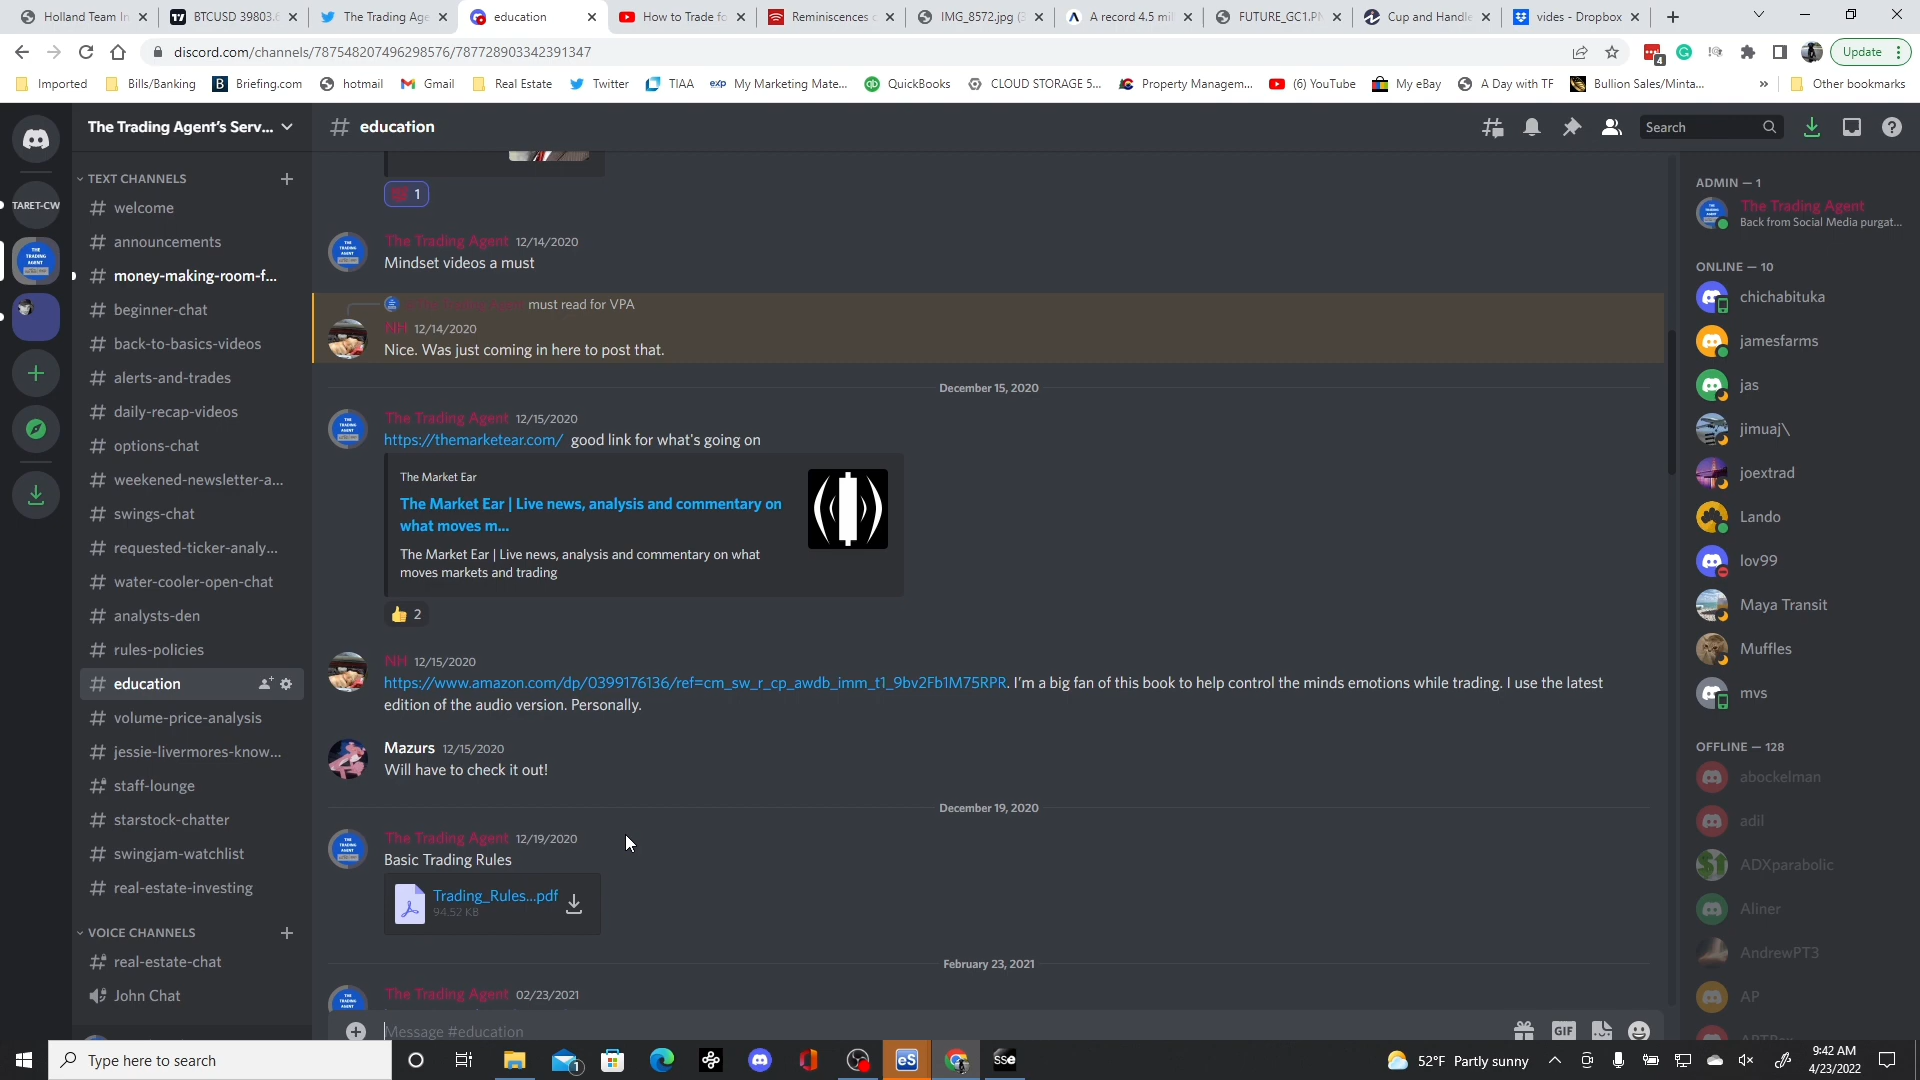 Holland Team In
BTCUSD 39803.
The Trading Age
education
How to Trade fo
Reminiscences o
IMG_8572.jpg (3
A record 4.5 mil
FUTURE_GC1.PN
Cup and Handle
vides - Dropbox
discord.com/channels/787548207496298576/787728903342391347
4
Update
Imported
Bills/Banking
Briefing.com
hotmail
Gmail
Real Estate
Twitter
TIAA
exp My Marketing Mate...
QuickBooks
CLOUD STORAGE 5...
Property Managem...
(6) YouTube
My eBay
A Day with TF
Bullion Sales/Minta...
»
Other bookmarks
The Trading Agent's Serv...
# education
Search
TARET-CW
THE TRADING AGENT
TEXT CHANNELS
welcome
announcements
money-making-room-f...
beginner-chat
back-to-basics-videos
alerts-and-trades
daily-recap-videos
options-chat
weekened-newsletter-a...
swings-chat
requested-ticker-analy...
water-cooler-open-chat
analysts-den
rules-policies
education
volume-price-analysis
jessie-livermores-know...
staff-lounge
starstock-chatter
swingjam-watchlist
real-estate-investing
VOICE CHANNELS
real-estate-chat
John Chat
1
The Trading Agent 12/14/2020
Mindset videos a must
must read for VPA
NH 12/14/2020
Nice. Was just coming in here to post that.
December 15, 2020
The Trading Agent 12/15/2020
https://themarketear.com/ good link for what's going on
The Market Ear
The Market Ear | Live news, analysis and commentary on
what moves m...
The Market Ear | Live news, analysis and commentary on what
moves markets and trading
2
NH 12/15/2020
https://www.amazon.com/dp/0399176136/ref=cm_sw_r_cp_awdb_imm_t1_9bv2Fb1M75RPR. I'm a big fan of this book to help control the minds emotions while trading. I use the latest
edition of the audio version. Personally.
Mazurs 12/15/2020
Will have to check it out!
December 19, 2020
The Trading Agent 12/19/2020
Basic Trading Rules
Trading_Rules...pdf
94.52 KB
February 23, 2021
The Trading Agent 02/23/2021
Message #education
GIF
ADMIN — 1
The Trading Agent
Back from Social Media purgat...
ONLINE — 10
chichabituka
jamesfarms
jas
jimuaj\
joextrad
Lando
lov99
Maya Transit
Muffles
mvs
OFFLINE — 128
abockelman
adil
ADXparabolic
Aliner
AndrewPT3
AP
Type here to search
1
eS
SSe
52°F Partly sunny
9:42 AM
4/23/2022